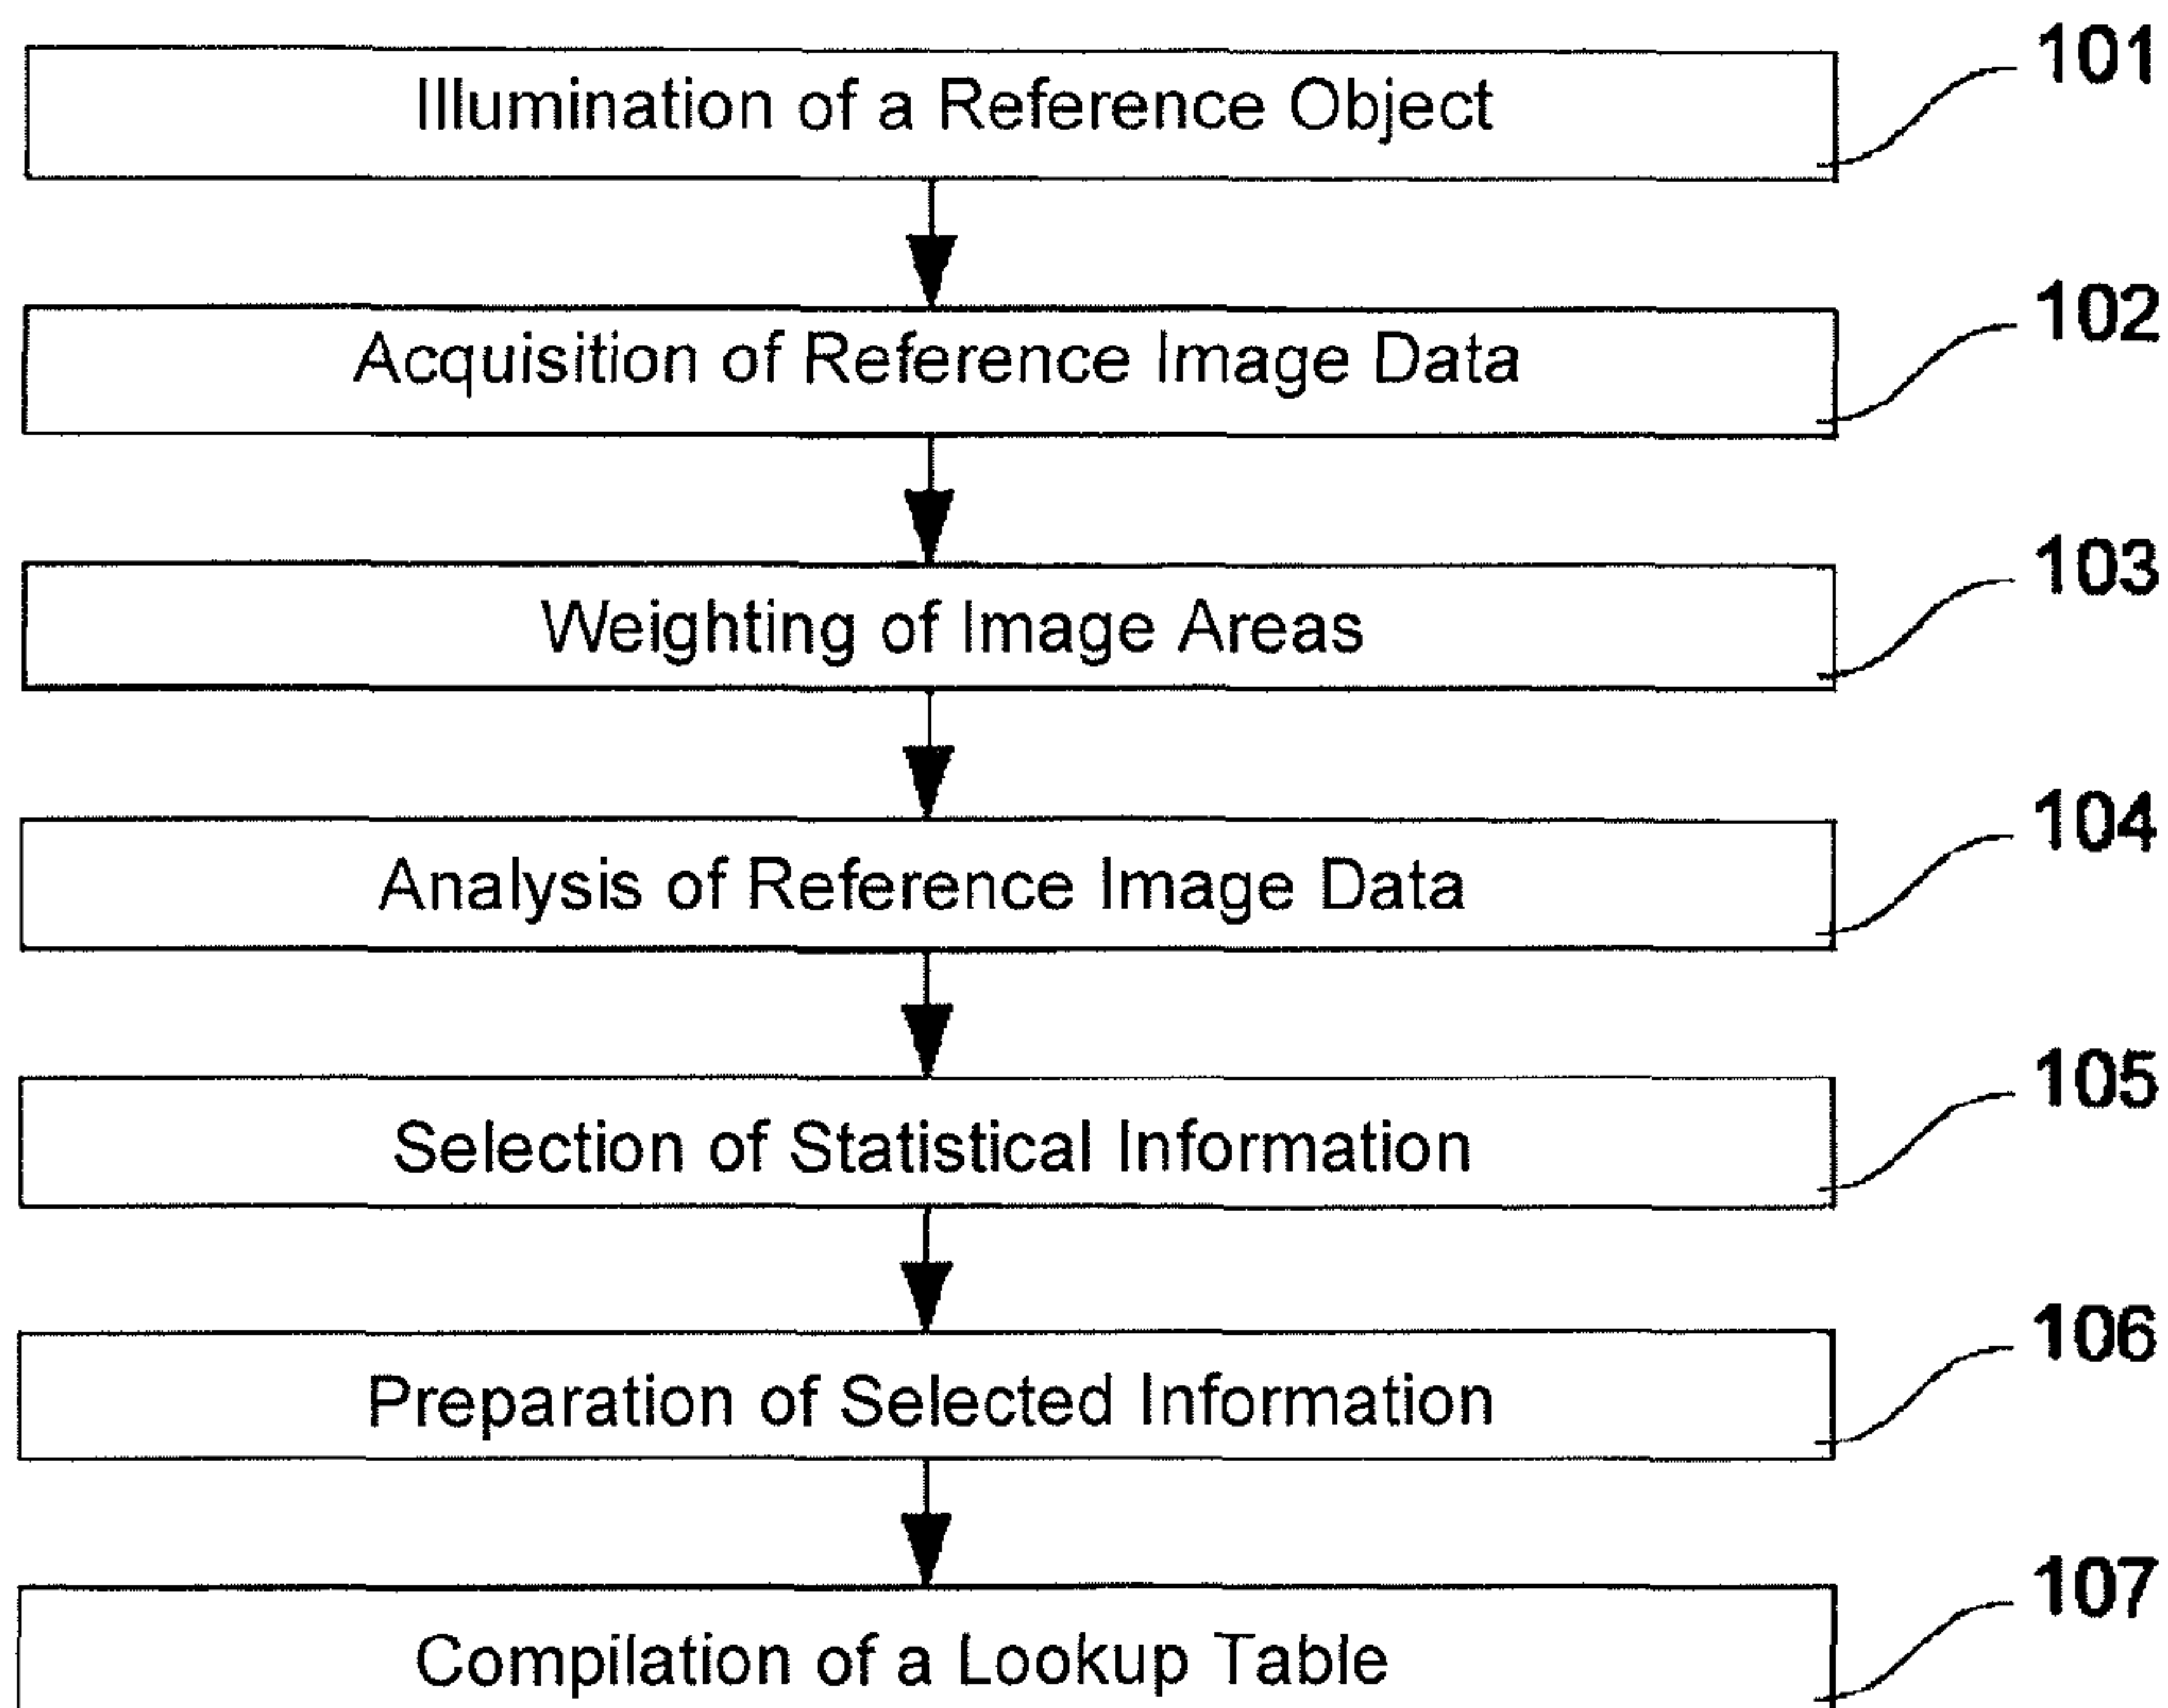 Illumination of a Reference Object 101
Acquisition of Reference Image Data 102
Weighting of Image Areas 103
Analysis of Reference Image Data 104
Selection of Statistical Information 105
Preparation of Selected Information 106
Compilation of a Lookup Table 107